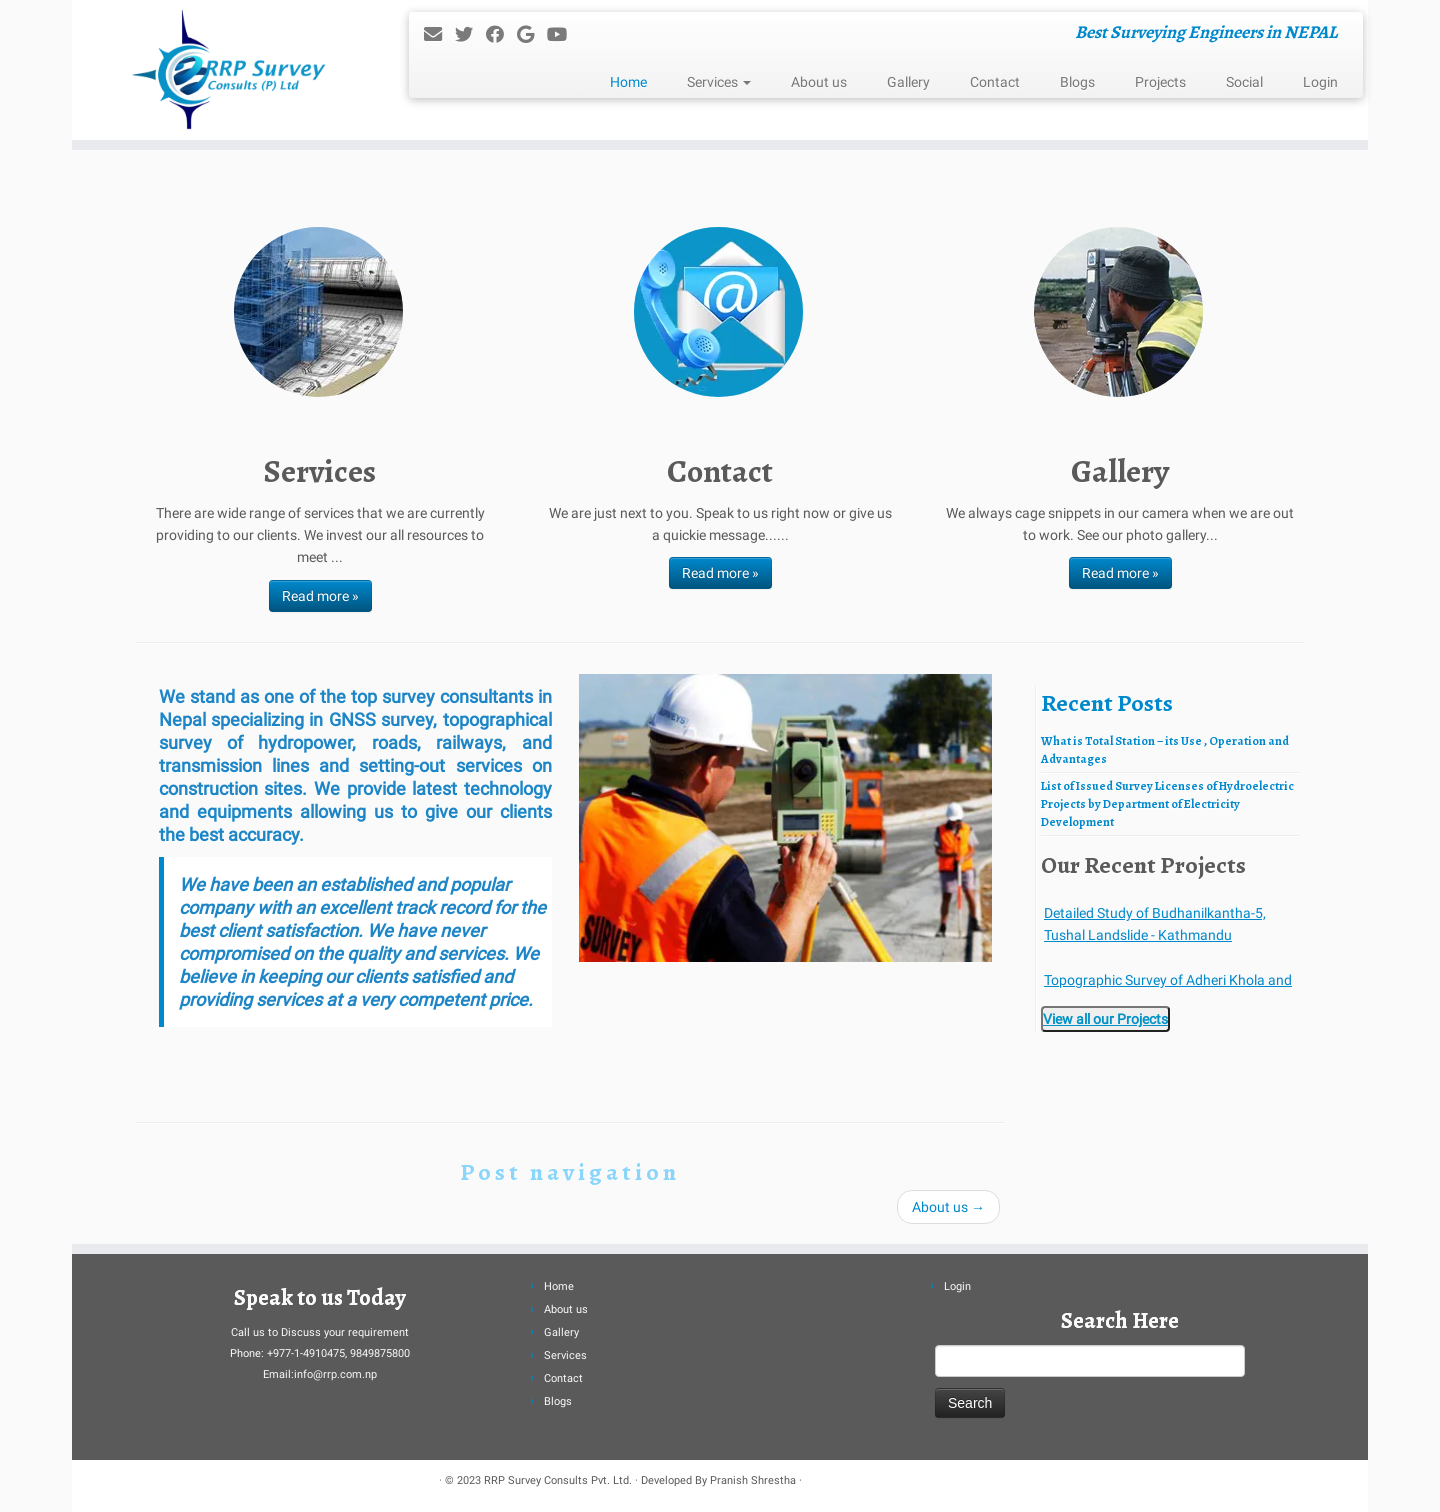 RRP Survey
Consults (P) Ltd
Best Surveying Engineers in NEPAL
Home Services About us Gallery Contact Blogs Projects Social Login
Services
There are wide range of services that we are currently
providing to our clients. We invest our all resources to
meet ...
Read more »
Contact
We are just next to you. Speak to us right now or give us
a quickie message......
Read more »
Gallery
We always cage snippets in our camera when we are out
to work. See our photo gallery...
Read more »
We stand as one of the top survey consultants in
Nepal specializing in GNSS survey, topographical
survey of hydropower, roads, railways, and
transmission lines and setting-out services on
construction sites. We provide latest technology
and equipments allowing us to give our clients
the best accuracy.
We have been an established and popular
company with an excellent track record for the
best client satisfaction. We have never
compromised on the quality and services. We
believe in keeping our clients satisfied and
providing services at a very competent price.
SURVEY
Recent Posts
What is Total Station – its Use , Operation and
Advantages
List of Issued Survey Licenses of Hydroelectric
Projects by Department of Electricity
Development
Our Recent Projects
Detailed Study of Budhanilkantha-5,
Tushal Landslide - Kathmandu
Topographic Survey of Adheri Khola and
View all our Projects
Post navigation
About us →
Speak to us Today
Call us to Discuss your requirement
Phone: +977-1-4910475, 9849875800
Email:info@rrp.com.np
Home
About us
Gallery
Services
Contact
Blogs
Login
Search Here
Search
· © 2023 RRP Survey Consults Pvt. Ltd. · Developed By Pranish Shrestha ·